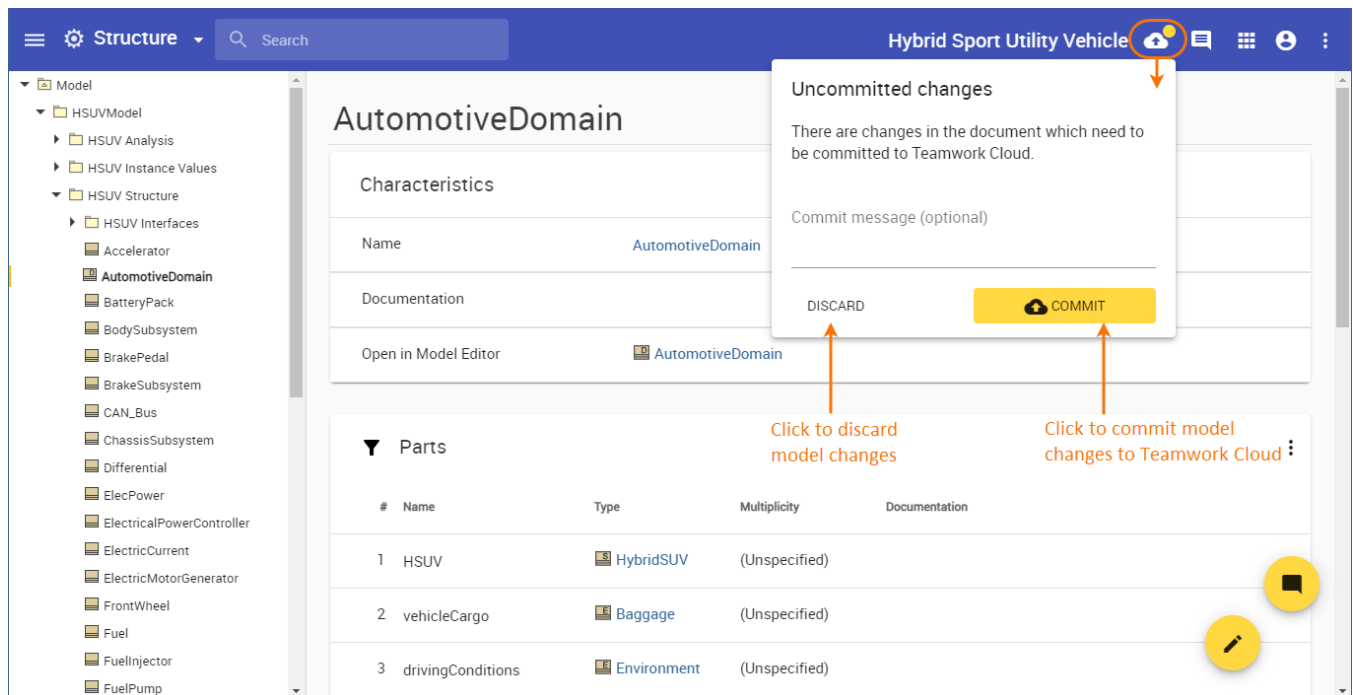 Structure
Search
Hybrid Sport Utility Vehicle
Model
HSUVModel
HSUV Analysis
HSUV Instance Values
HSUV Structure
HSUV Interfaces
Accelerator
AutomotiveDomain
BatteryPack
BodySubsystem
BrakePedal
BrakeSubsystem
CAN_Bus
ChassisSubsystem
Differential
ElecPower
ElectricalPowerController
ElectricCurrent
ElectricMotorGenerator
FrontWheel
Fuel
FuelInjector
FuelPump
AutomotiveDomain
Characteristics
Name AutomotiveDomain
Documentation
Open in Model Editor D AutomotiveDomain
Uncommitted changes
There are changes in the document which need to
be committed to Teamwork Cloud.
Commit message (optional)
DISCARD COMMIT
Click to discard
model changes
Click to commit model
changes to Teamwork Cloud
Parts
# Name Type Multiplicity Documentation
1 HSUV S HybridSUV (Unspecified)
2 vehicleCargo E Baggage (Unspecified)
3 drivingConditions E Environment (Unspecified)